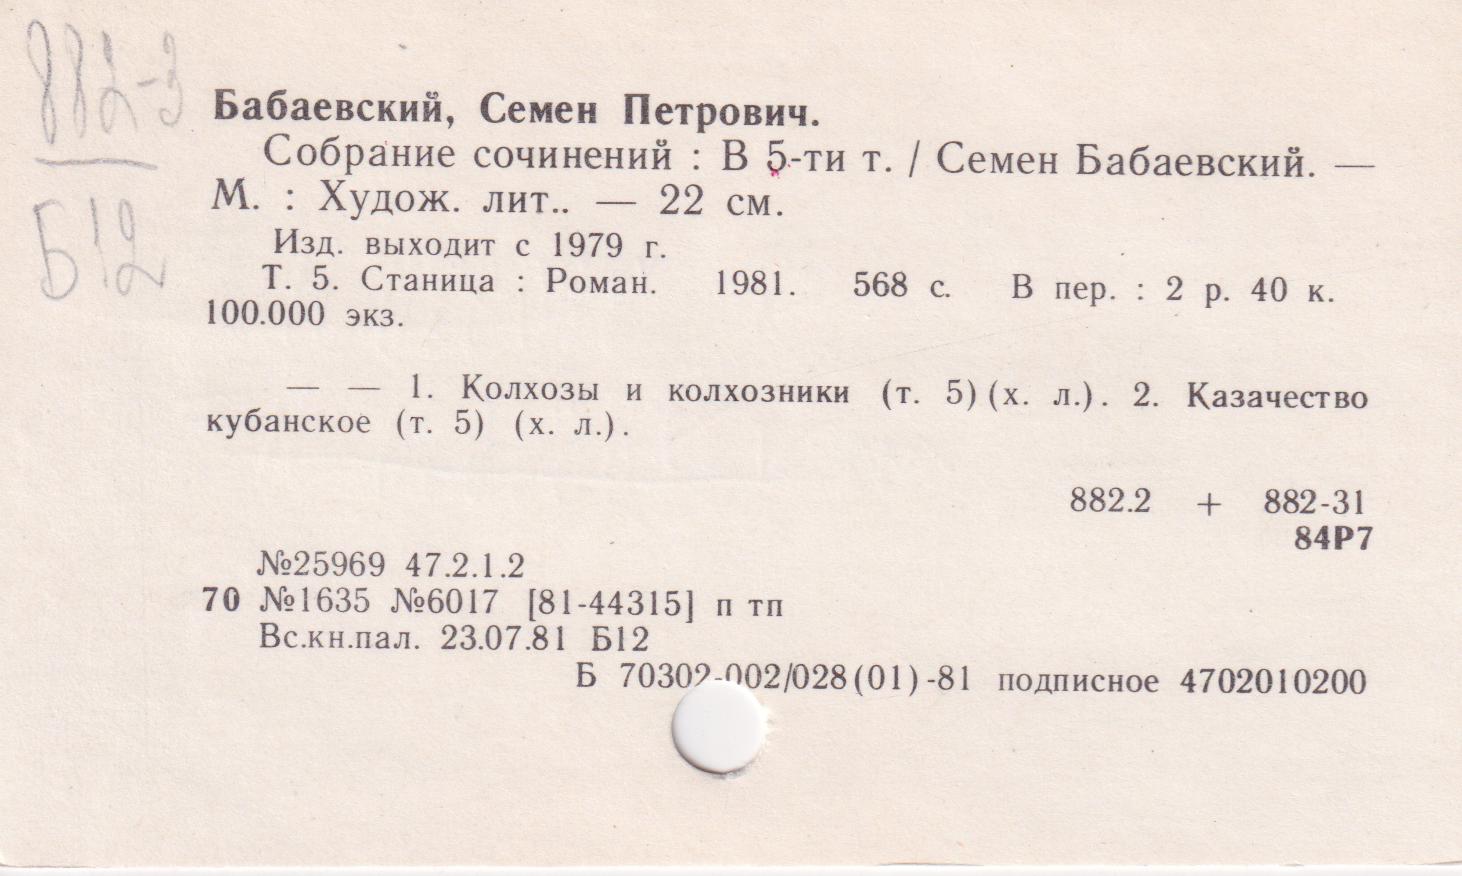 882-3
Б12
Бабаевский, Семен Петрович.
Собрание сочинений : В 5-ти т. / Семен Бабаевский. —
М. : Худож. лит.. — 22 см.
Изд. выходит с 1979 г.
Т. 5. Станица : Роман. 1981. 568 с. В пер. : 2 р. 40 к.
100.000 экз.
— — 1. Колхозы и колхозники (т. 5) (х. л.). 2. Казачество
кубанское (т. 5) (х. л.).
882.2 + 882-31
84Р7
№25969 47.2.1.2
70 №1635 №6017 [81-44315] п тп
Вс.кн.пал. 23.07.81 Б12
Б 70302-002/028(01)-81 подписное 4702010200